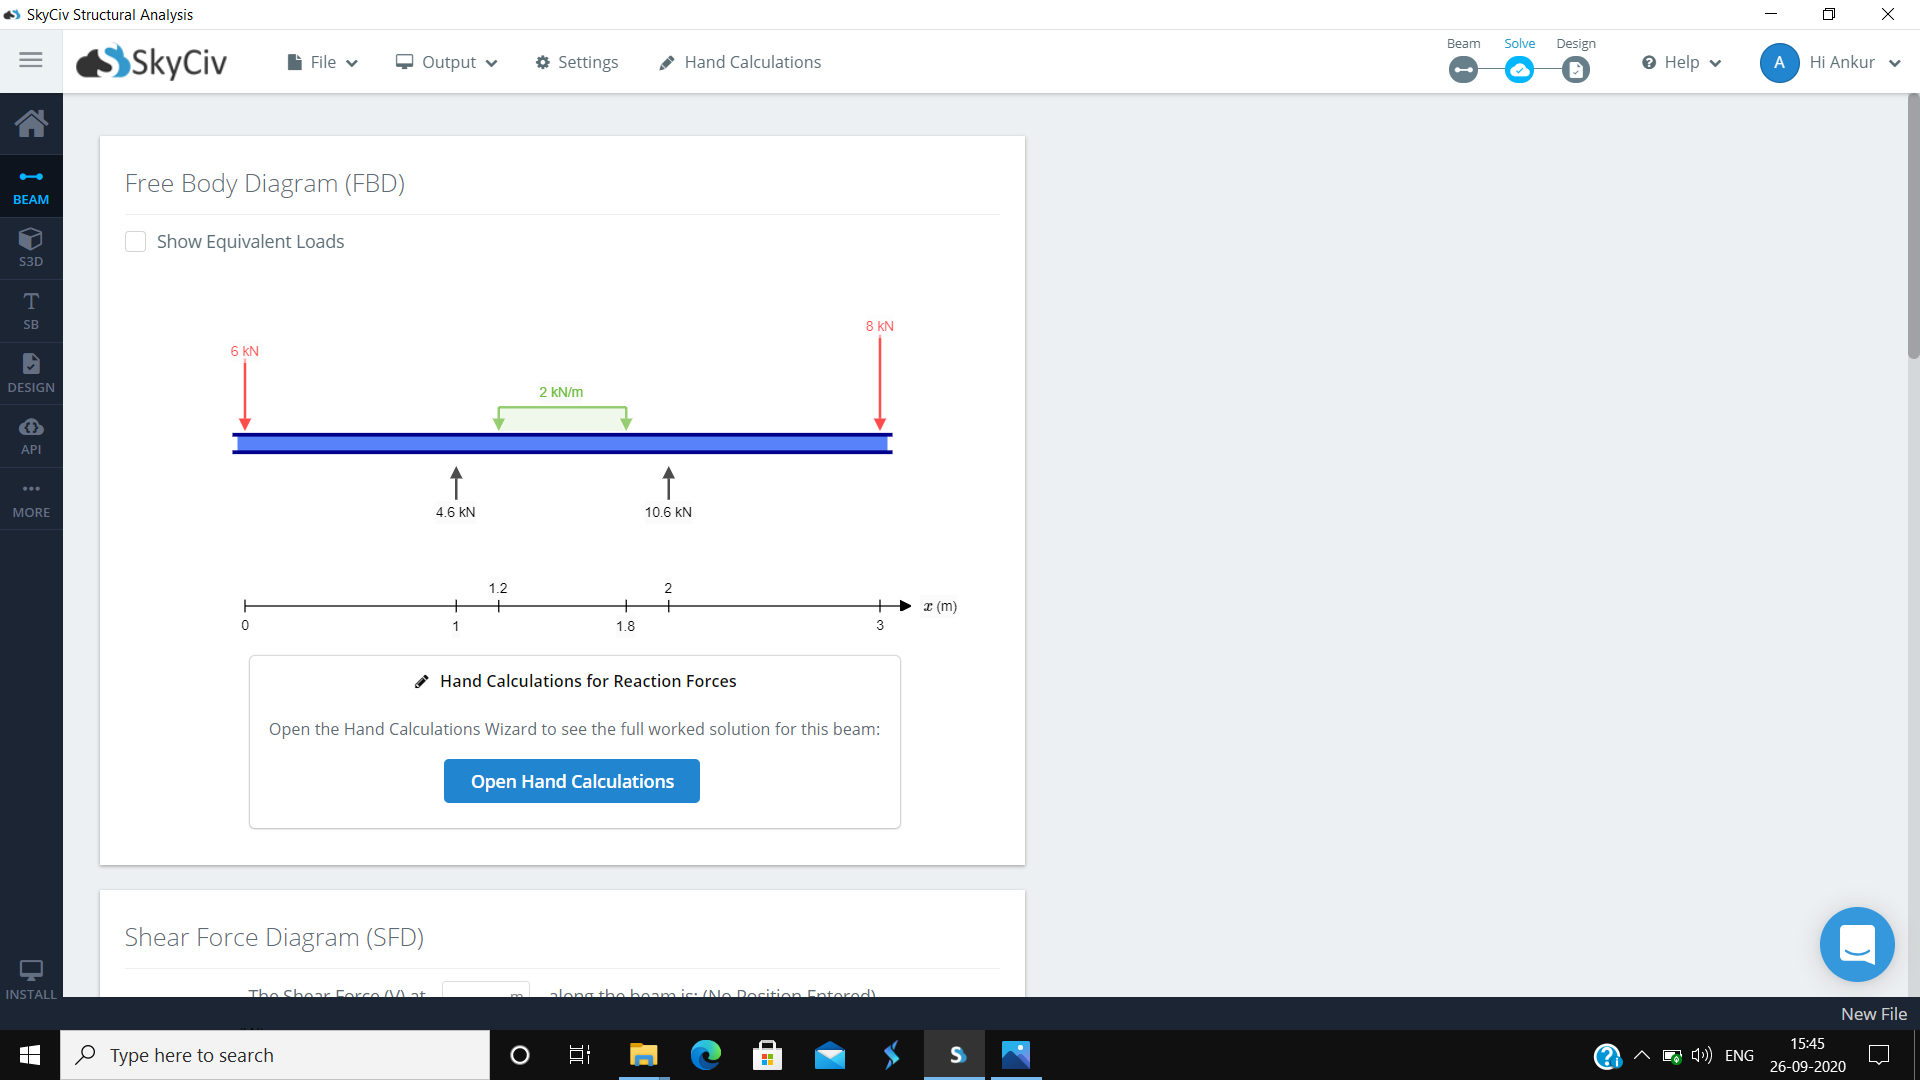 SkyCiv Structural Analysis
SkyCiv
File
Output
Settings
Hand Calculations
Beam
Solve
Design
Help
A
Hi Ankur
BEAM
S3D
T
SB
DESIGN
API
MORE
INSTALL
Free Body Diagram (FBD)
Show Equivalent Loads
8 kN
6 kN
2 kN/m
4.6 kN
10.6 kN
1.2
2
x (m)
0
1
1.8
3
Hand Calculations for Reaction Forces
Open the Hand Calculations Wizard to see the full worked solution for this beam:
Open Hand Calculations
Shear Force Diagram (SFD)
The Shear Force (V) at m along the beam is: (No Position Entered)
New File
Type here to search
S
ENG
15:45
26-09-2020